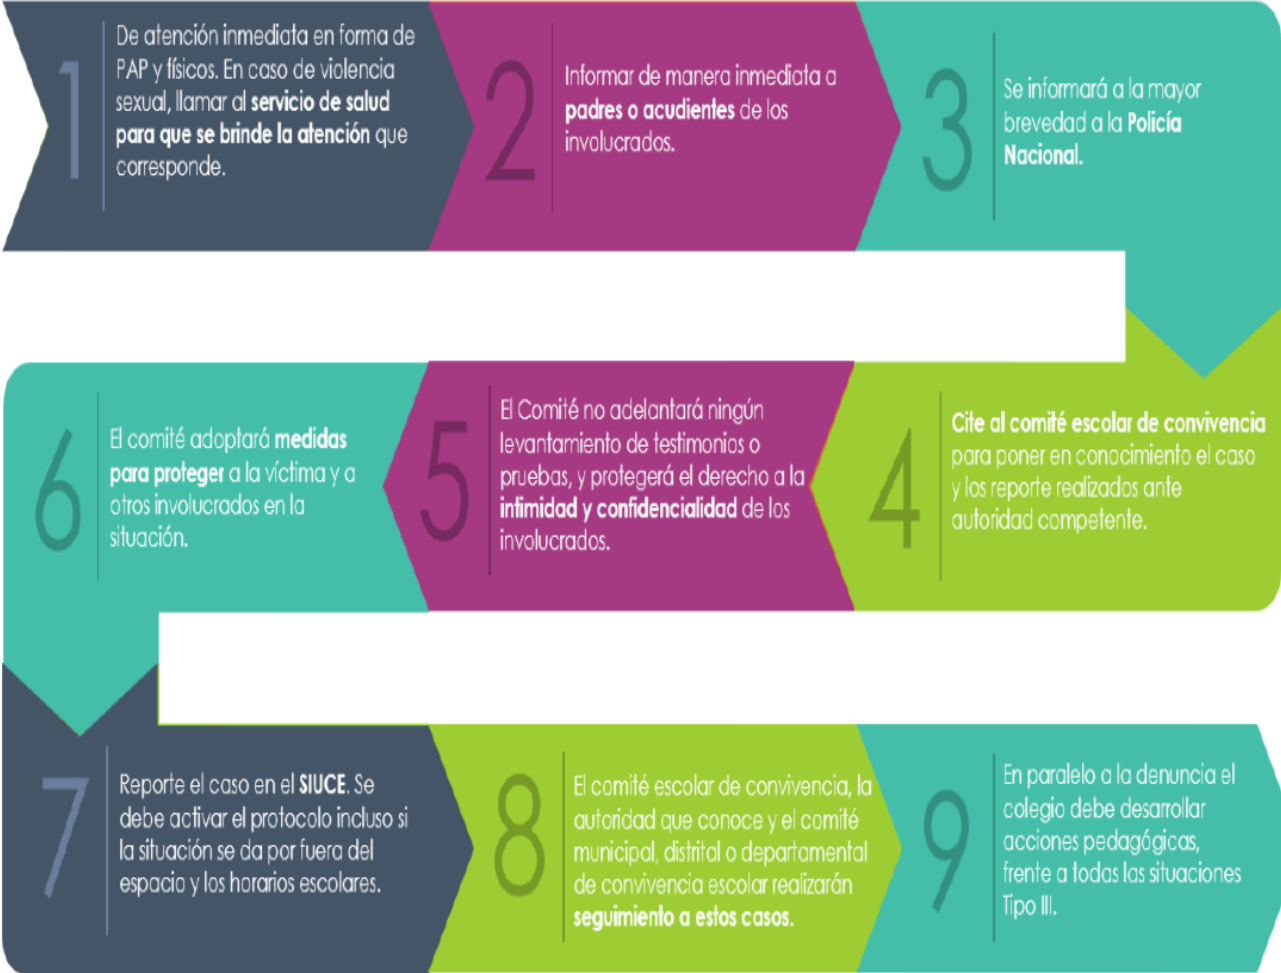 1
De atención inmediata en forma de
PAP y físicos. En caso de violencia
sexual, llamar al servicio de salud
para que se brinde la atención que
corresponde.
2
Informar de manera inmediata a
padres o acudientes de los
involucrados.
3
Se informará a la mayor
brevedad a la Policía
Nacional.
4
Cite al comité escolar de convivencia
para poner en conocimiento el caso
y los reporte realizados ante
autoridad competente.
5
El Comité no adelantará ningún
levantamiento de testimonios o
pruebas, y protegerá el derecho a la
intimidad y confidencialidad de los
involucrados.
6
El comité adoptará medidas
para proteger a la víctima y a
otros involucrados en la
situación.
7
Reporte el caso en el SIUCE. Se
debe activar el protocolo incluso si
la situación se da por fuera del
espacio y los horarios escolares.
8
El comité escolar de convivencia, la
autoridad que conoce y el comité
municipal, distrital o departamental
de convivencia escolar realizarán
seguimiento a estos casos.
9
En paralelo a la denuncia el
colegio debe desarrollar
acciones pedagógicas,
frente a todas las situaciones
Tipo III.